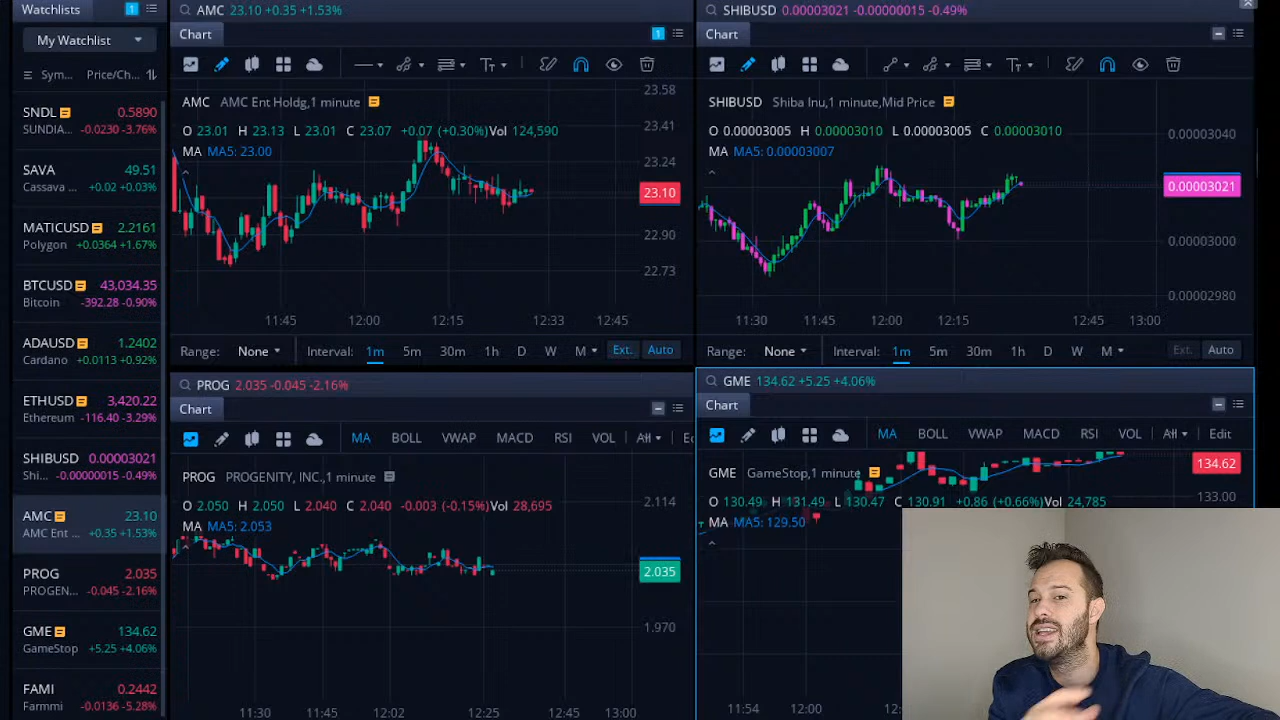 Watchlists 1
My Watchlist
Sym... Price/Ch...
SNDL 0.5890
SUNDIA... -0.0230 -3.76%
SAVA 49.51
Cassava ... +0.02 +0.03%
MATICUSD 2.2161
Polygon +0.0364 +1.67%
BTCUSD 43,034.35
Bitcoin -392.28 -0.90%
ADAUSD 1.2402
Cardano +0.0113 +0.92%
ETHUSD 3,420.22
Ethereum -116.40 -3.29%
SHIBUSD 0.00003021
Shi... -0.00000015 -0.49%
AMC 23.10
AMC Ent ... +0.35 +1.53%
PROG 2.035
PROGEN... -0.045 -2.16%
GME 134.62
GameStop +5.25 +4.06%
FAMI 0.2442
Farmmi -0.0136 -5.28%
AMC 23.10 +0.35 +1.53%
Chart 1
AMC AMC Ent Holdg,1 minute
O 23.01 H 23.13 L 23.01 C 23.07 +0.07 (+0.30%) Vol 124,590
MA MA5: 23.00
23.58
23.41
23.24
23.10
22.90
22.73
11:45 12:00 12:15 12:33 12:45
Range: None Interval: 1m 5m 30m 1h D W M Ext. Auto
SHIBUSD 0.00003021 -0.00000015 -0.49%
Chart
SHIBUSD Shiba Inu,1 minute,Mid Price
O 0.00003005 H 0.00003010 L 0.00003005 C 0.00003010
MA MA5: 0.00003007
0.00003040
0.00003021
0.00003000
0.00002980
11:30 11:45 12:00 12:15 12:45 13:00
Range: None Interval: 1m 5m 30m 1h D W M Ext. Auto
PROG 2.035 -0.045 -2.16%
Chart
MA BOLL VWAP MACD RSI VOL
PROG PROGENITY, INC.,1 minute
O 2.050 H 2.050 L 2.040 C 2.040 -0.003 (-0.15%) Vol 28,695
MA MA5: 2.053
2.114
2.035
1.970
11:30 11:45 12:02 12:25 12:45 13:00
GME 134.62 +5.25 +4.06%
Chart
MA BOLL VWAP MACD RSI VOL Edit
GME GameStop,1 minute
134.62
133.00
O 130.49 H 131.49 L 130.47 C 130.91 +0.86 (+0.66%) Vol 24,785
MA MA5: 129.50
11:54 12:00